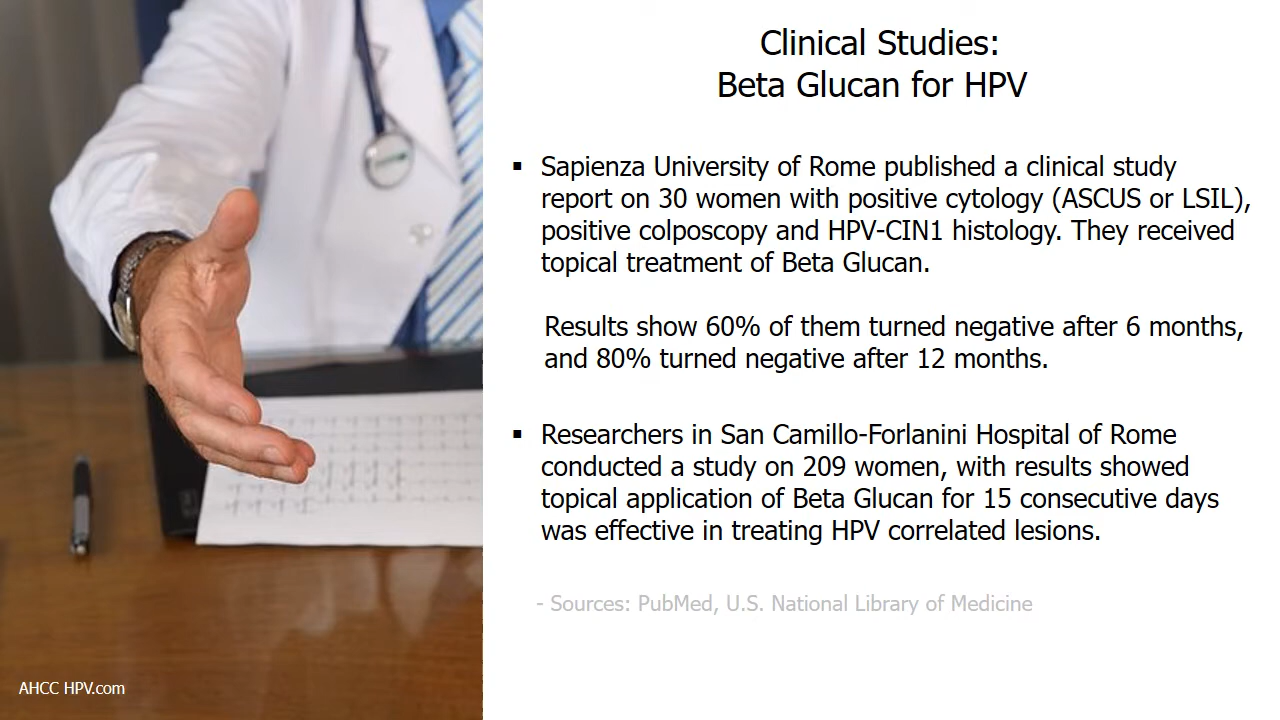 Clinical Studies:
Beta Glucan for HPV
▪ Sapienza University of Rome published a clinical study
report on 30 women with positive cytology (ASCUS or LSIL),
positive colposcopy and HPV-CIN1 histology. They received
topical treatment of Beta Glucan.
Results show 60% of them turned negative after 6 months,
and 80% turned negative after 12 months.
▪ Researchers in San Camillo-Forlanini Hospital of Rome
conducted a study on 209 women, with results showed
topical application of Beta Glucan for 15 consecutive days
was effective in treating HPV correlated lesions.
- Sources: PubMed, U.S. National Library of Medicine
AHCC HPV.com